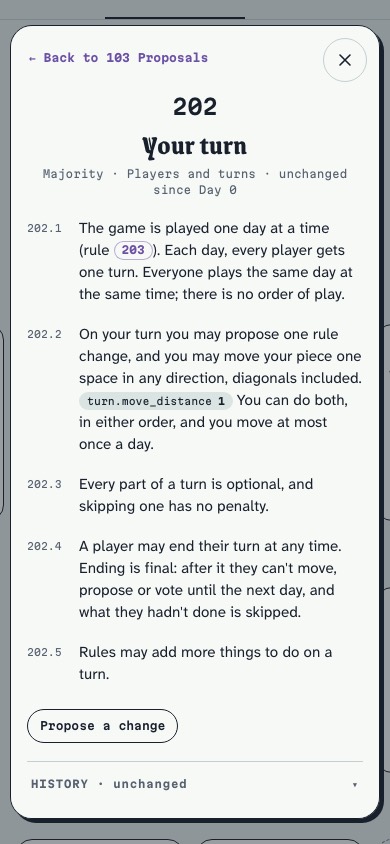 ← Back to 103 Proposals
202
Your turn
Majority · Players and turns · unchanged
since Day 0
202.1 The game is played one day at a time
(rule 203). Each day, every player gets
one turn. Everyone plays the same day at
the same time; there is no order of play.
202.2 On your turn you may propose one rule
change, and you may move your piece one
space in any direction, diagonals included.
turn.move_distance 1 You can do both,
in either order, and you move at most
once a day.
202.3 Every part of a turn is optional, and
skipping one has no penalty.
202.4 A player may end their turn at any time.
Ending is final: after it they can't move,
propose or vote until the next day, and
what they hadn't done is skipped.
202.5 Rules may add more things to do on a
turn.
Propose a change
HISTORY · unchanged